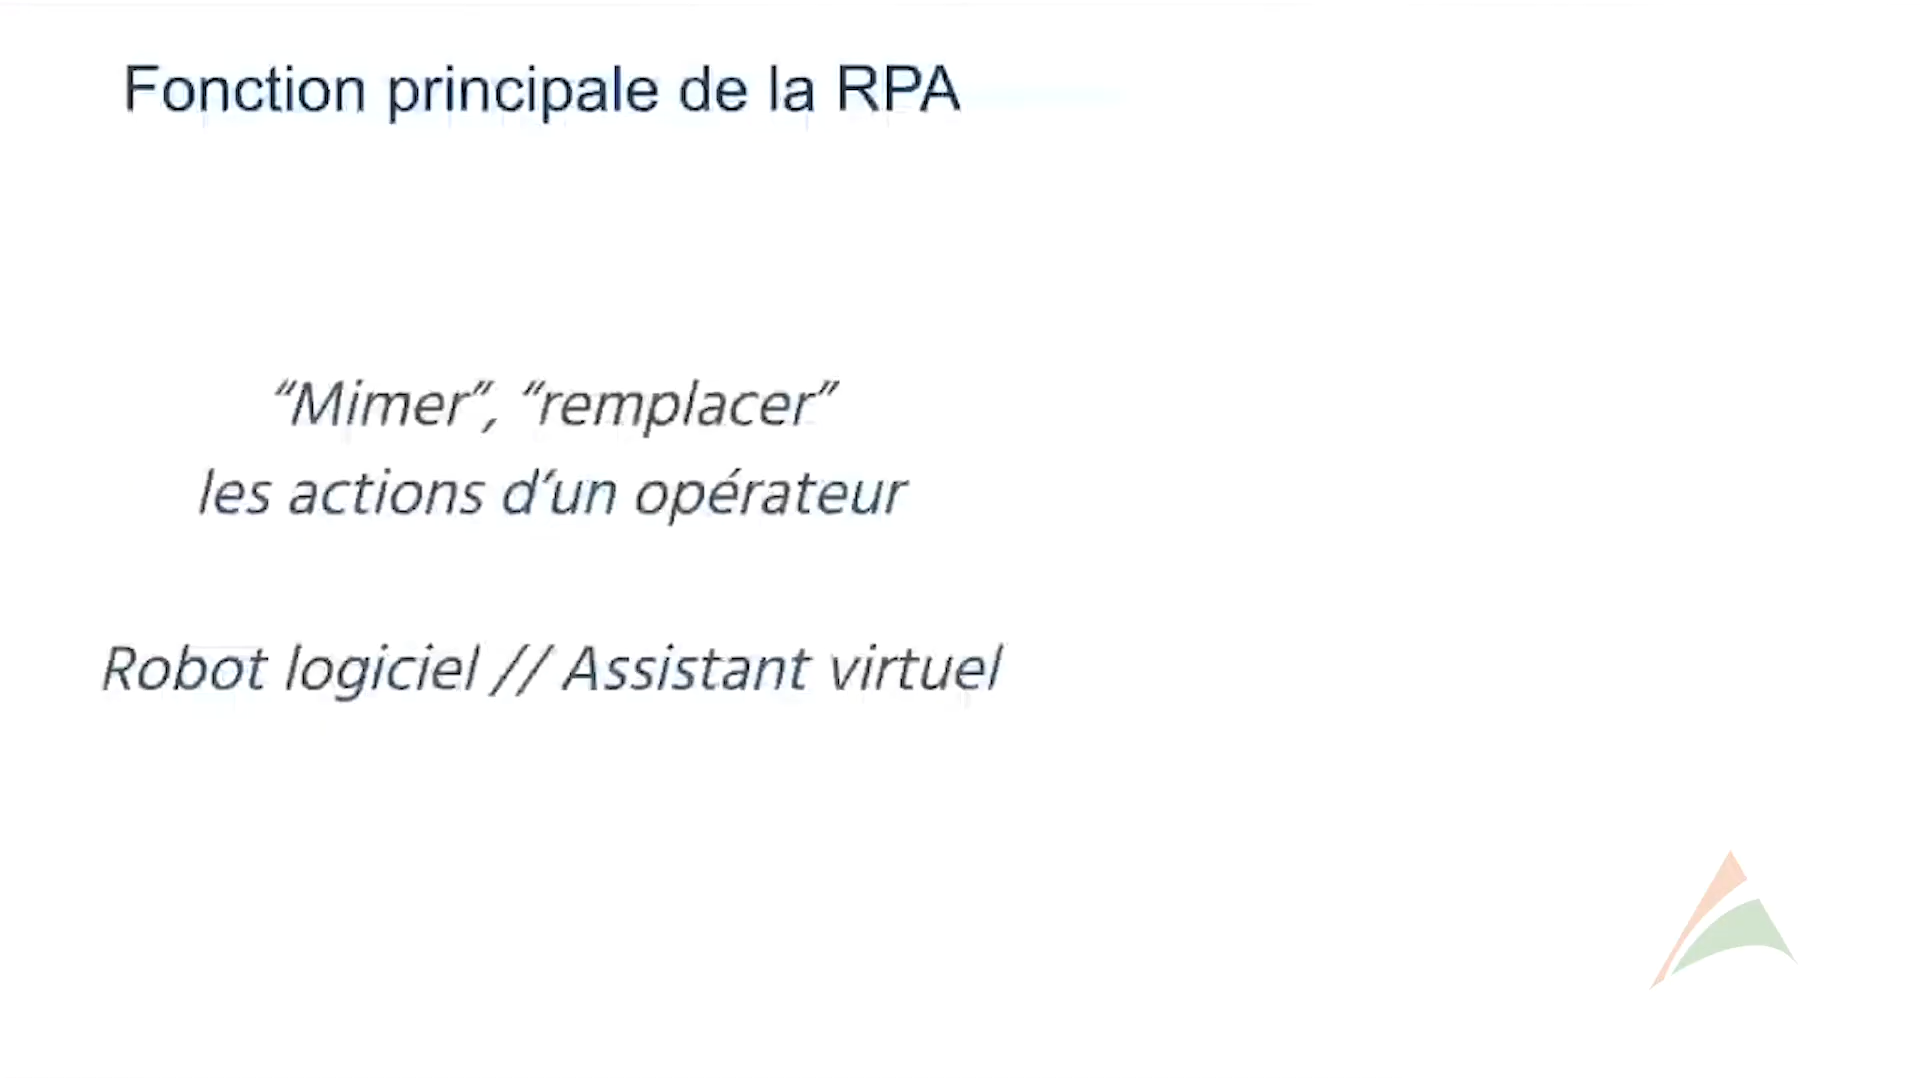 Fonction principale de la RPA
“Mimer”, “remplacer”
les actions d’un opérateur
Robot logiciel // Assistant virtuel